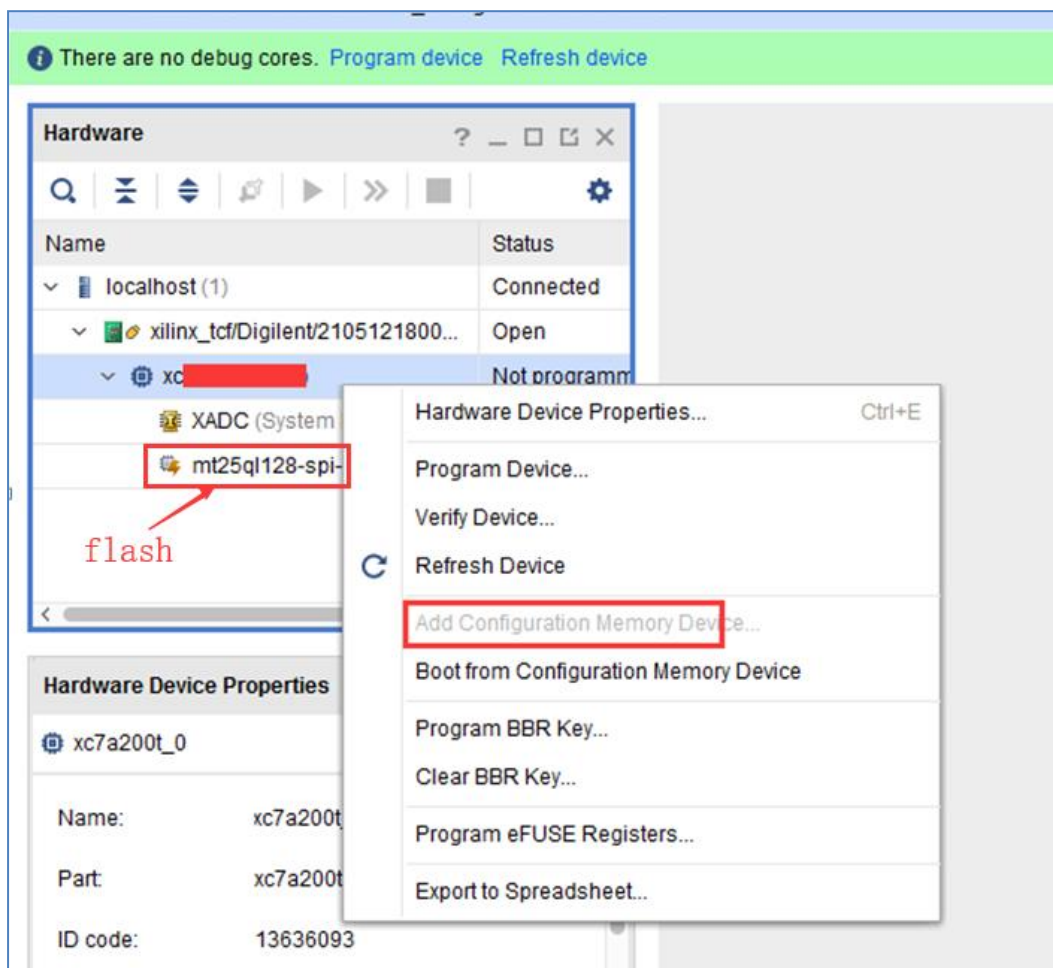 There are no debug cores. Program device Refresh device
Hardware
Name Status
localhost (1) Connected
xilinx_tcf/Digilent/2105121800... Open
xc Not programm
XADC (System
mt25ql128-spi-
flash
Hardware Device Properties... Ctrl+E
Program Device...
Verify Device...
Refresh Device
Add Configuration Memory Device...
Boot from Configuration Memory Device
Program BBR Key...
Clear BBR Key...
Program eFUSE Registers...
Export to Spreadsheet...
Hardware Device Properties
xc7a200t_0
Name: xc7a200t
Part: xc7a200t
ID code: 13636093